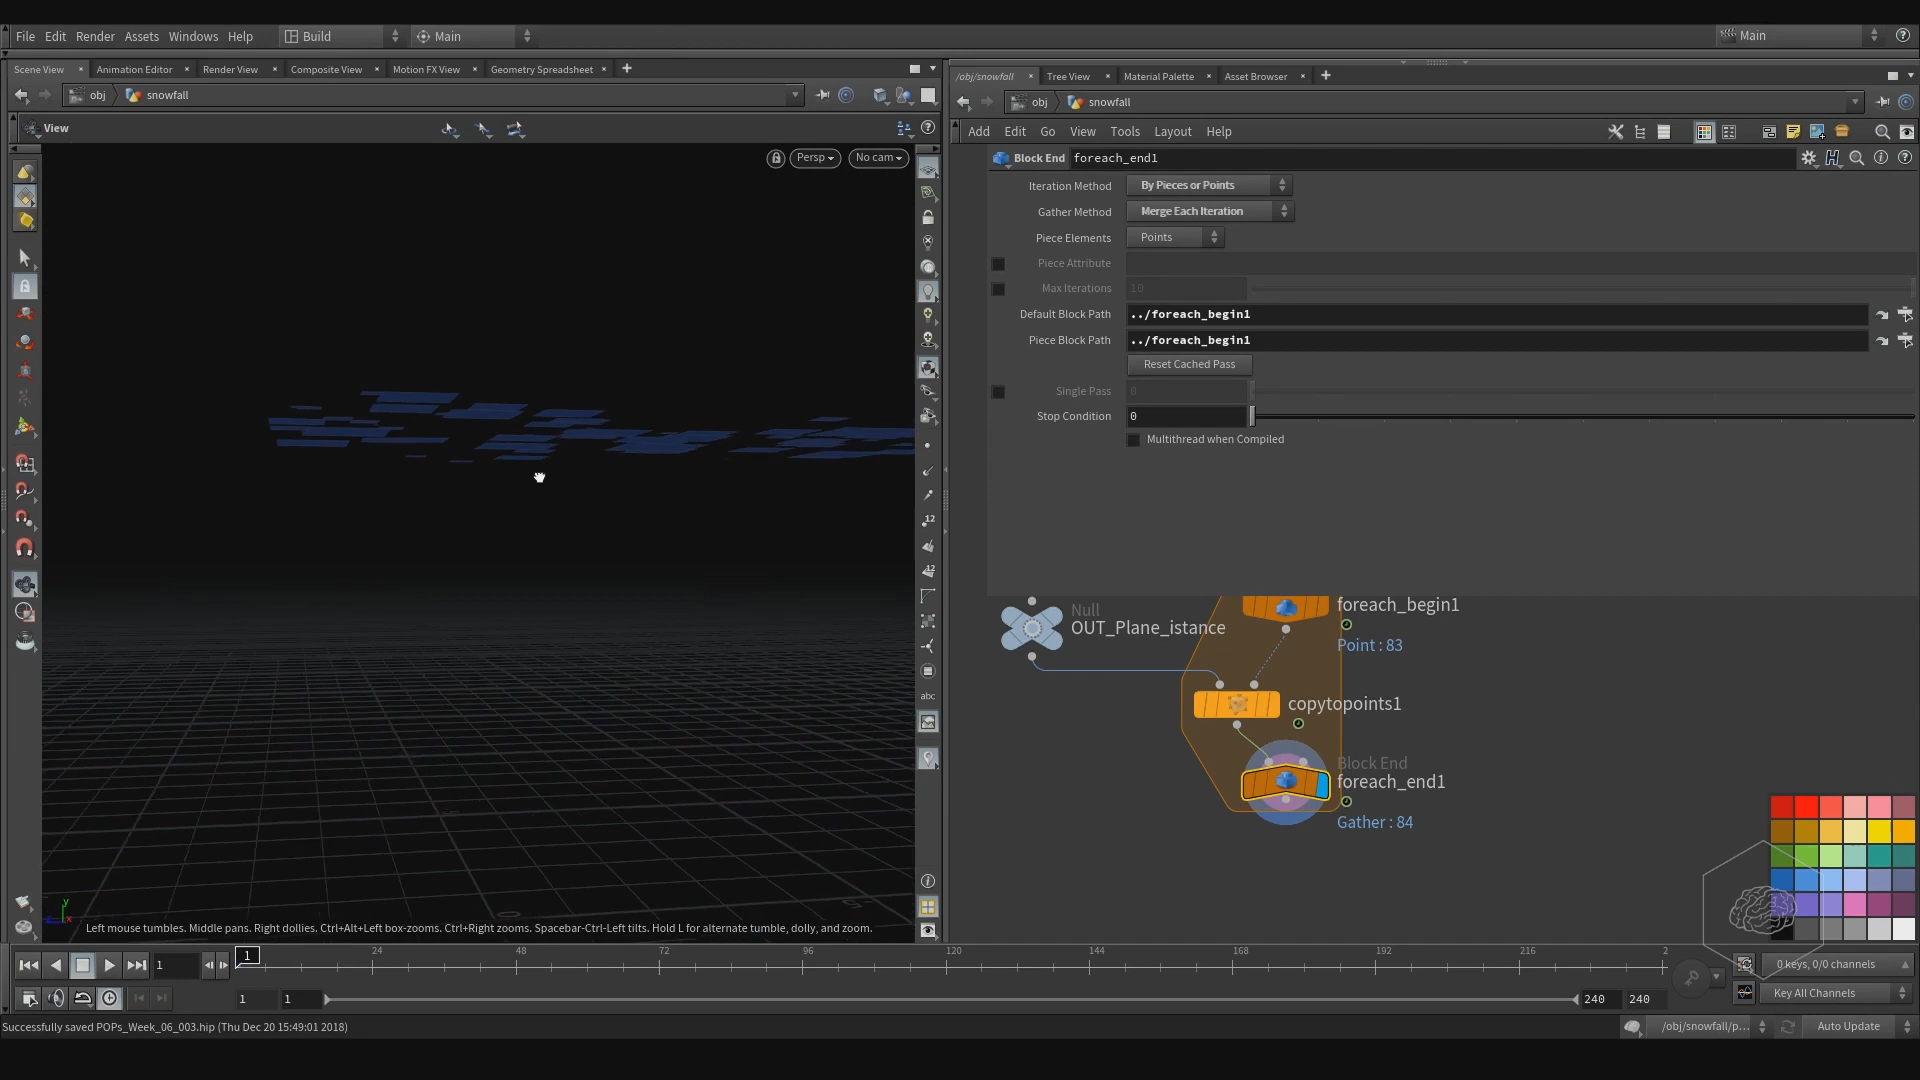 File Edit Render Assets Windows Help Build Main Main
Scene View Animation Editor Render View Composite View Motion FX View Geometry Spreadsheet
/obj/snowfall Tree View Material Palette Asset Browser
obj snowfall
obj snowfall
View
Add Edit Go View Tools Layout Help
Persp No cam
Block End foreach_end1
Iteration Method By Pieces or Points
Gather Method Merge Each Iteration
Piece Elements Points
Piece Attribute
Max Iterations 10
Default Block Path ../foreach_begin1
Piece Block Path ../foreach_begin1
Reset Cached Pass
Single Pass 0
Stop Condition 0
Multithread when Compiled
12
12
abc
foreach_begin1
Point : 83
Null
OUT_Plane_istance
copytopoints1
Block End
foreach_end1
Gather : 84
y
x
Left mouse tumbles. Middle pans. Right dollies. Ctrl+Alt+Left box-zooms. Ctrl+Right zooms. Spacebar-Ctrl-Left tilts. Hold L for alternate tumble, dolly, and zoom.
1 1 24 48 72 96 120 144 168 192 216 2
0 keys, 0/0 channels
1 1 240 240
Key All Channels
Successfully saved POPs_Week_06_003.hip (Thu Dec 20 15:49:01 2018)
/obj/snowfall/p... Auto Update